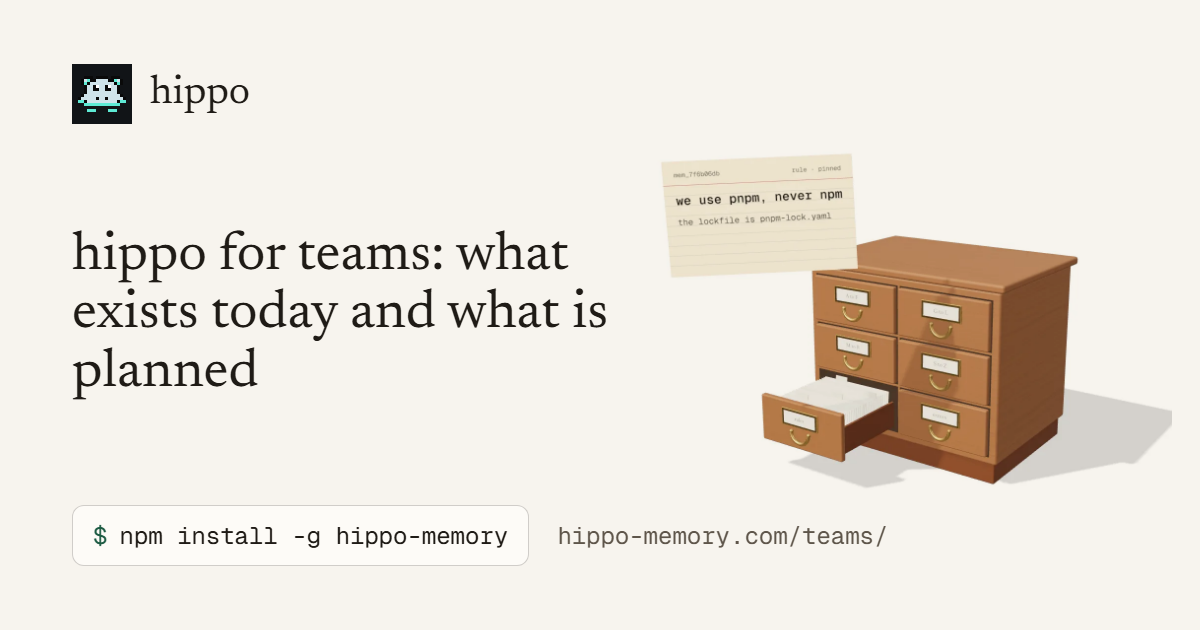 hippo
mem_7f6b06db
rule · pinned
we use pnpm, never npm
the lockfile is pnpm-lock.yaml
hippo for teams: what
exists today and what is
planned
$ npm install -g hippo-memory
hippo-memory.com/teams/